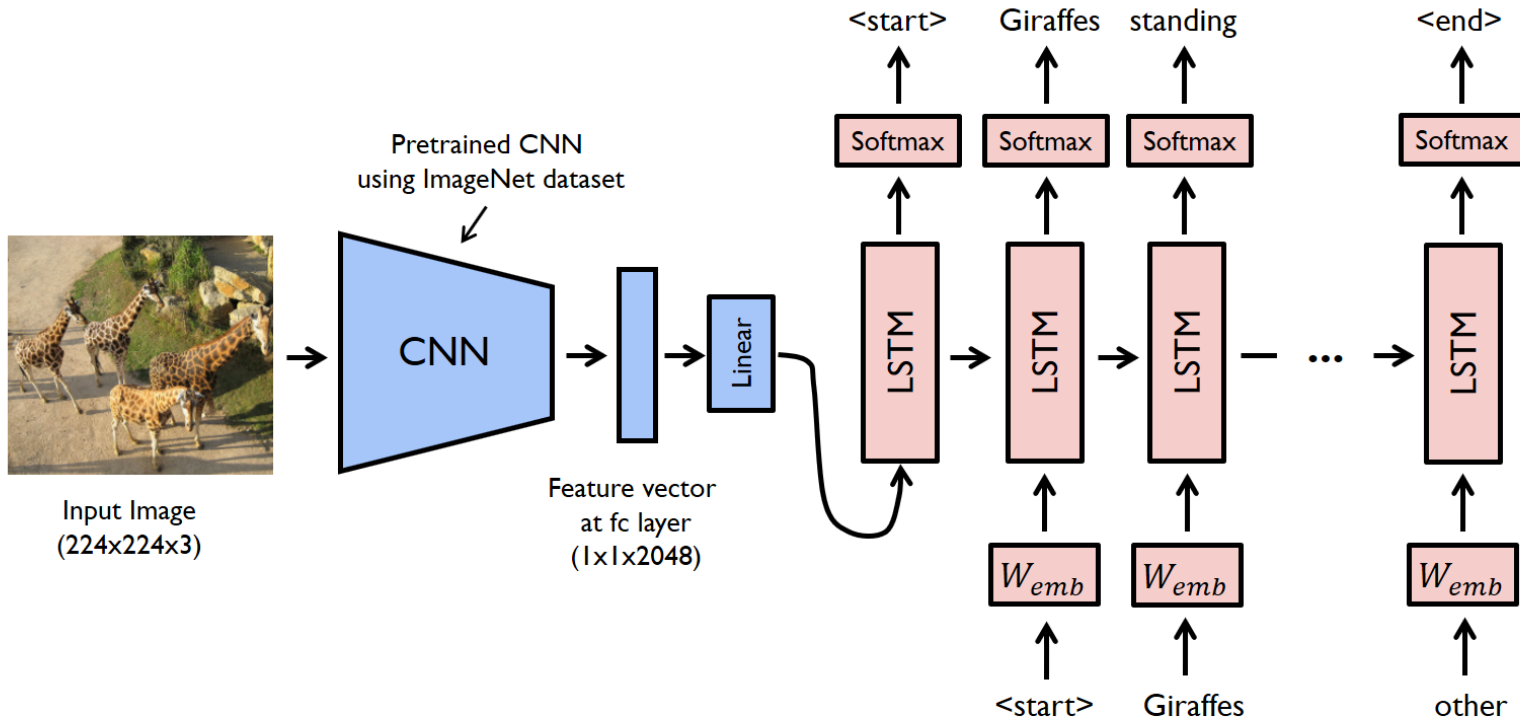 <start> Giraffes standing <end>
Softmax Softmax Softmax Softmax
Pretrained CNN
using ImageNet dataset
CNN
Linear
LSTM LSTM LSTM ... LSTM
Input Image
(224x224x3)
Feature vector
at fc layer
(1x1x2048)
W_emb W_emb W_emb
<start> Giraffes other